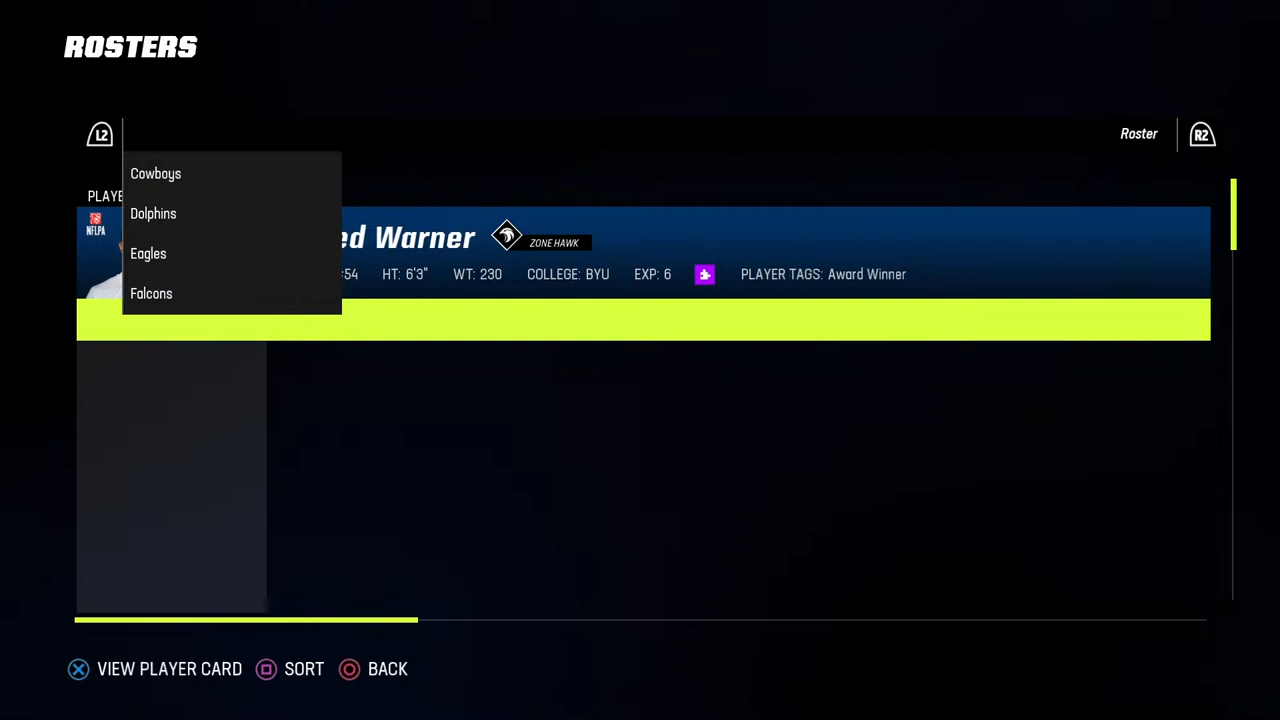 ROSTERS
L2
Roster
R2
Cowboys
Dolphins
Eagles
Falcons
PLAYE
NFLPA
ed Warner
ZONE HAWK
:54 HT: 6'3" WT: 230 COLLEGE: BYU EXP: 6 PLAYER TAGS: Award Winner
VIEW PLAYER CARD SORT BACK